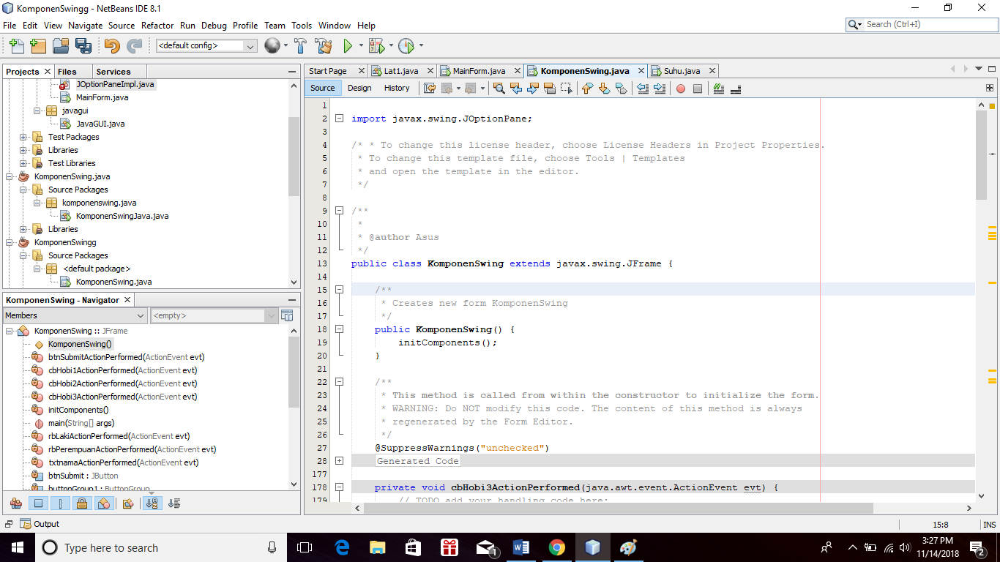 KomponenSwingg - NetBeans IDE 8.1
File Edit View Navigate Source Refactor Run Debug Profile Team Tools Window Help
Search (Ctrl+I)
<default config>
Projects Files Services
JOptionPaneImpl.java
MainForm.java
javagui
JavaGUI.java
Test Packages
Libraries
Test Libraries
KomponenSwing.java
Source Packages
komponenswing.java
KomponenSwingJava.java
Libraries
KomponenSwingg
Source Packages
<default package>
KomponenSwing.java
KomponenSwing - Navigator
Members <empty>
KomponenSwing :: JFrame
KomponenSwing()
btnSubmitActionPerformed(ActionEvent evt)
cbHobi1ActionPerformed(ActionEvent evt)
cbHobi2ActionPerformed(ActionEvent evt)
cbHobi3ActionPerformed(ActionEvent evt)
initComponents()
main(String[] args)
rbLakiActionPerformed(ActionEvent evt)
rbPerempuanActionPerformed(ActionEvent evt)
txtnamaActionPerformed(ActionEvent evt)
btnSubmit : JButton
buttonGroup1 : ButtonGroup
Start Page Lat1.java MainForm.java KomponenSwing.java Suhu.java
Source Design History
1
2 import javax.swing.JOptionPane;
3
4 /* * To change this license header, choose License Headers in Project Properties.
5 * To change this template file, choose Tools | Templates
6 * and open the template in the editor.
7 */
8
9 /**
10 *
11 * @author Asus
12 */
13 public class KomponenSwing extends javax.swing.JFrame {
14
15 /**
16 * Creates new form KomponenSwing
17 */
18 public KomponenSwing() {
19 initComponents();
20 }
21
22 /**
23 * This method is called from within the constructor to initialize the form.
24 * WARNING: Do NOT modify this code. The content of this method is always
25 * regenerated by the Form Editor.
26 */
27 @SuppressWarnings("unchecked")
28 Generated Code
177
178 private void cbHobi3ActionPerformed(java.awt.event.ActionEvent evt) {
179 // TODO add your handling code here:
Output
15:8 INS
Type here to search
1
3:27 PM
11/14/2018
2